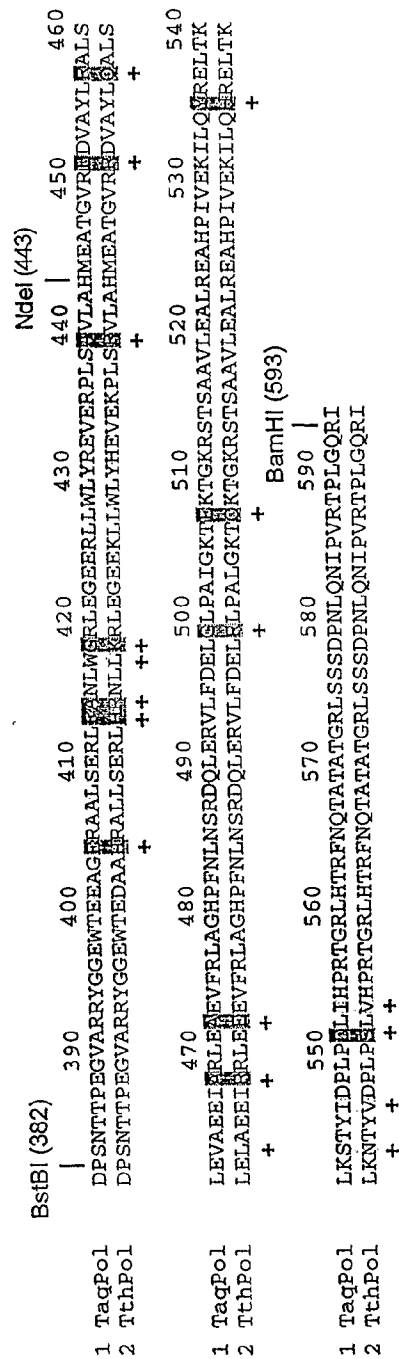 BstBI (382) NdeI (443)
390 400 410 420 430 440 450 460
1 TaqPol DPSNTTPEGVARRYGGEWTEEAGERAALSERLFANLWGRLEGEERLLWLYREVERPLSAVLAHMEATGVRLDVAYLRALS
2 TthPol DPSNTTPEGVARRYGGEWTEDAAHRALLSERLHRNLLKRLEGEEKLLWLYHEVEKPLSRVLAHMEATGVRRDVAYLQALS
+ ++ ++ + + +
470 480 490 500 510 520 530 540
1 TaqPol LEVAEEIARLEAEVFRLAGHPFNLNSRDQLERVLFDELGLPAIGKTEKTGKRSTSAAVLEALREAHPIVEKILQYRELTK
2 TthPol LELAEEIRRLEEEVFRLAGHPFNLNSRDQLERVLFDELRLPALGKTQKTGKRSTSAAVLEALREAHPIVEKILQHRELTK
+ + + + + +
BamHI (593)
550 560 570 580 590
1 TaqPol LKSTYIDPLPDLIHPRTGRLHTRFNQTATATGRLSSSDPNLQNIPVRTPLGQRI
2 TthPol LKNTYVDPLPSLVHPRTGRLHTRFNQTATATGRLSSSDPNLQNIPVRTPLGQRI
+ + + +